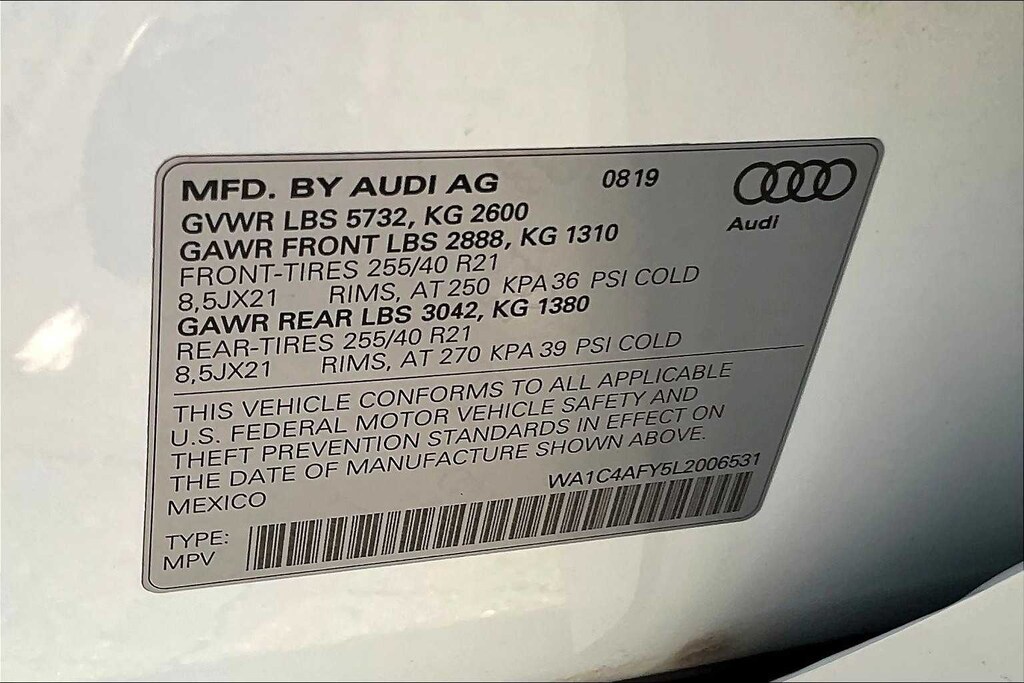 MFD. BY AUDI AG 0819
Audi
GVWR LBS 5732, KG 2600
GAWR FRONT LBS 2888, KG 1310
FRONT-TIRES 255/40 R21
8,5JX21 RIMS, AT 250 KPA 36 PSI COLD
GAWR REAR LBS 3042, KG 1380
REAR-TIRES 255/40 R21
8,5JX21 RIMS, AT 270 KPA 39 PSI COLD
THIS VEHICLE CONFORMS TO ALL APPLICABLE
U.S. FEDERAL MOTOR VEHICLE SAFETY AND
THEFT PREVENTION STANDARDS IN EFFECT ON
THE DATE OF MANUFACTURE SHOWN ABOVE.
MEXICO WA1C4AFY5L2006531
TYPE:
MPV